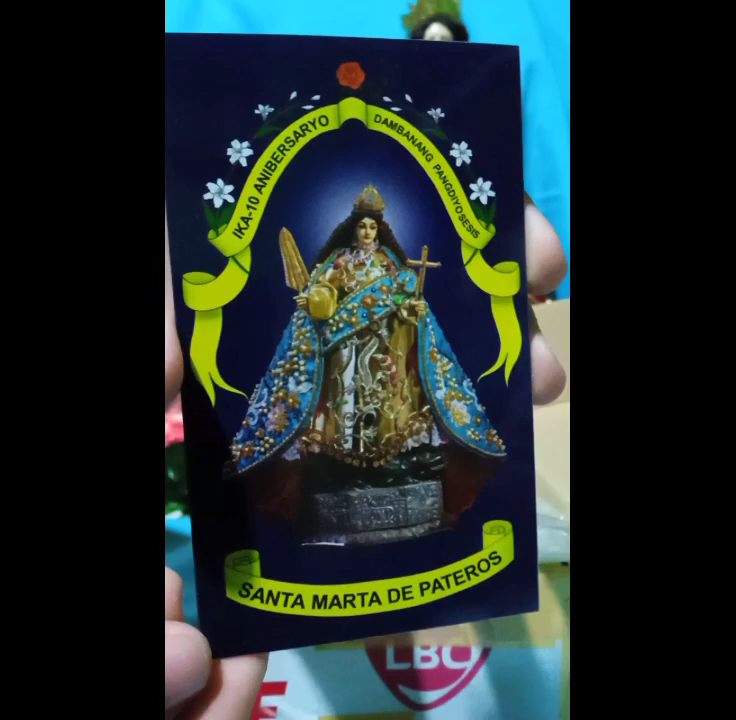 IKA-10 ANIBERSARYO
DAMBANANG PANGDIYOSESIS
SANTA MARTA DE PATEROS
LBC